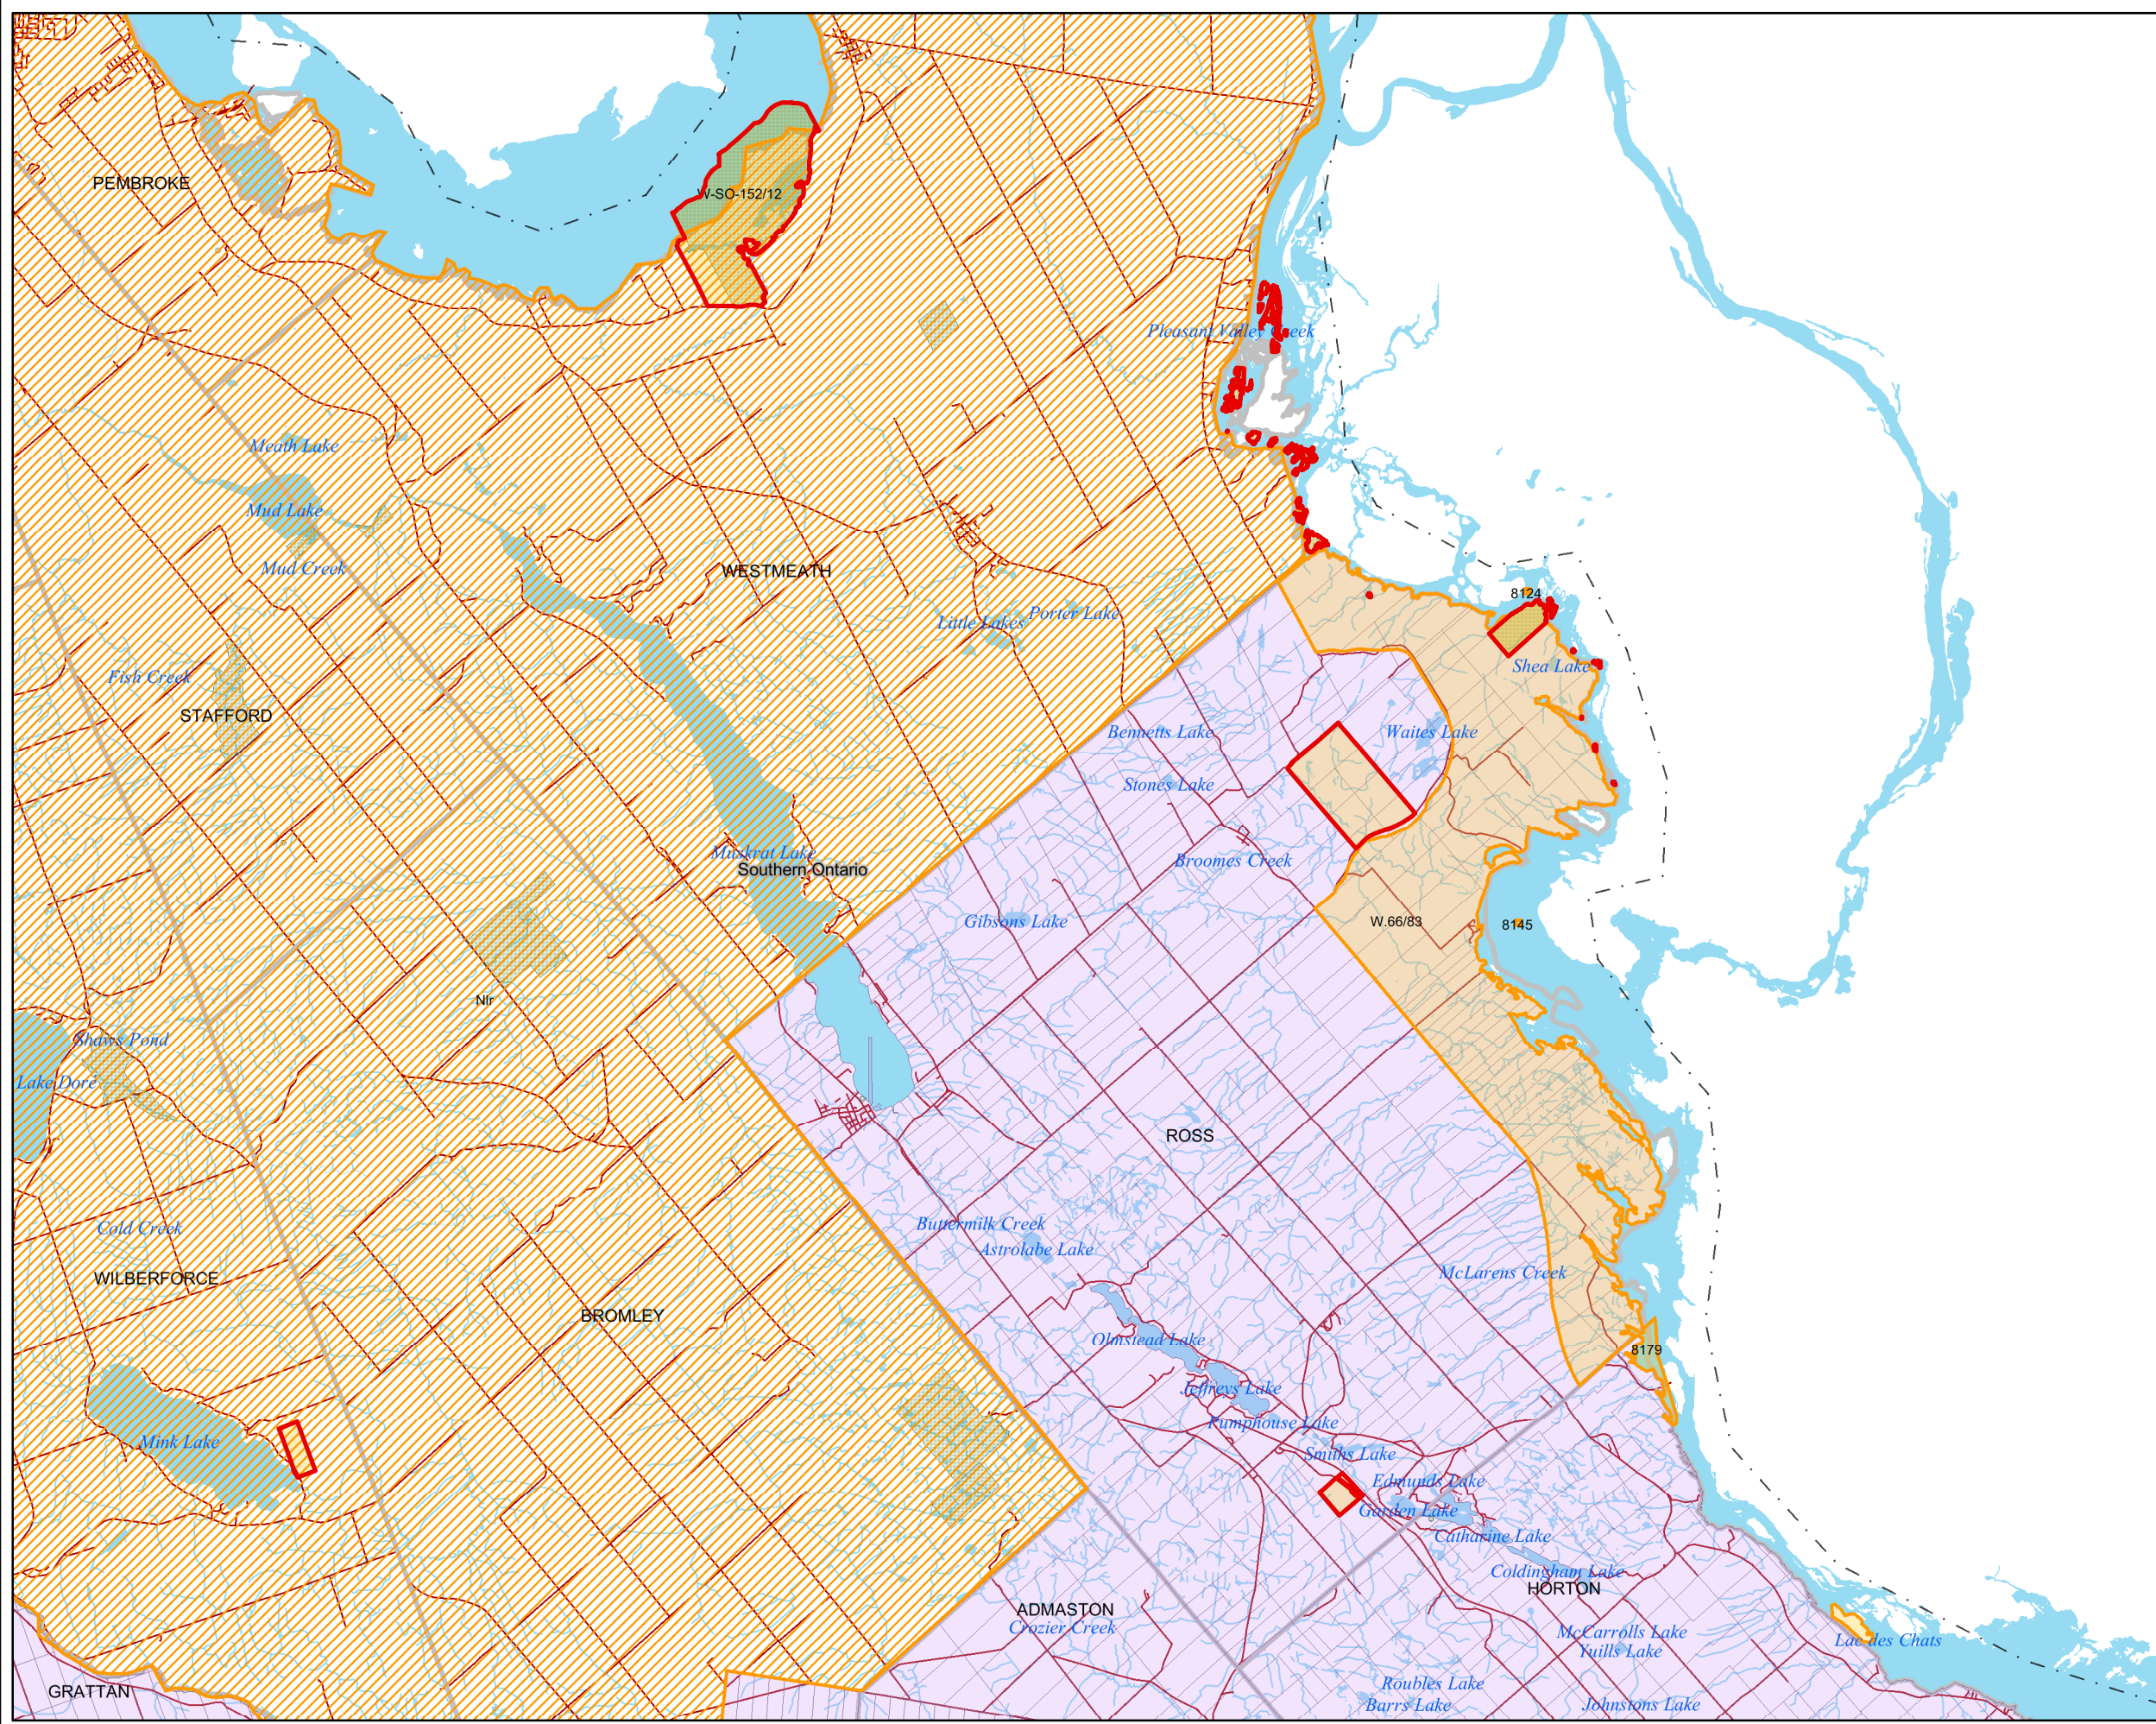 PEMBROKE
W-SO-152/12
Pleasant Valley Creek
Meath Lake
Mud Lake
Mud Creek
WESTMEATH
8124
Porter Lake
Little Lakes
Shea Lake
Fish Creek
STAFFORD
Bennetts Lake
Waites Lake
Stones Lake
Muskrat Lake
Broomes Creek
Southern Ontario
Gibsons Lake
W.66/83
8145
Nlr
Shaws Pond
Lake Doré
ROSS
Buttermilk Creek
Cold Creek
Astrolabe Lake
McLarens Creek
WILBERFORCE
BROMLEY
Olmstead Lake
8179
Jeffreys Lake
Pumphouse Lake
Mink Lake
Smiths Lake
Edmunds Lake
Garden Lake
Catharine Lake
Coldingham Lake
HORTON
ADMASTON
Crozier Creek
McCarrolls Lake
Lac des Chats
Yuills Lake
Roubles Lake
GRATTAN
Barrs Lake
Johnstons Lake